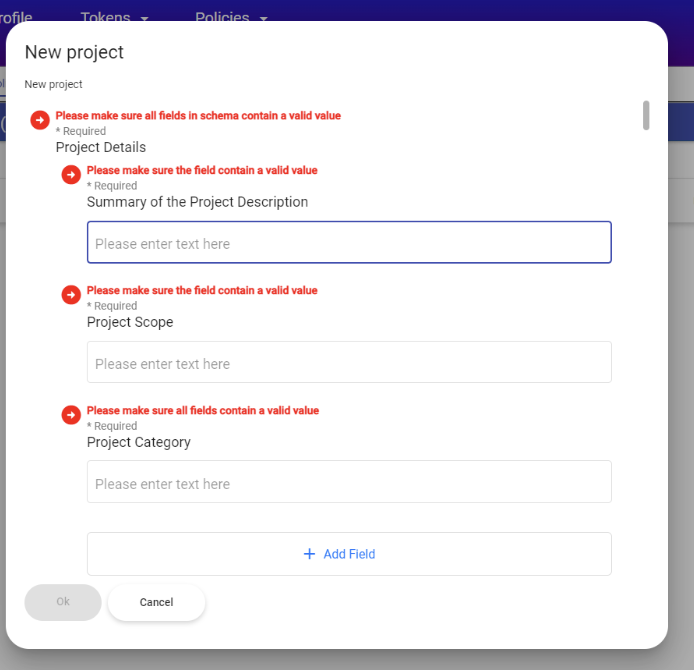 Tokens
Policies
New project
New project
Please make sure all fields in schema contain a valid value
* Required
Project Details
Please make sure the field contain a valid value
* Required
Summary of the Project Description
Please enter text here
Please make sure the field contain a valid value
* Required
Project Scope
Please enter text here
Please make sure all fields contain a valid value
* Required
Project Category
Please enter text here
+ Add Field
Ok
Cancel